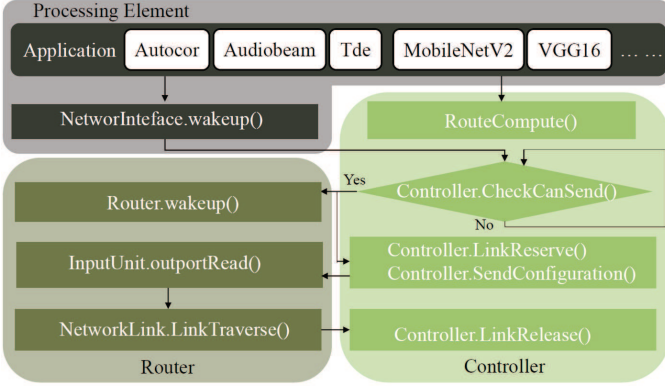 Processing Element
Application Autocor Audiobeam Tde MobileNetV2 VGG16 ... ...
NetworInteface.wakeup()
RouteCompute()
Controller.CheckCanSend()
Yes
No
Router.wakeup()
Controller.LinkReserve()
Controller.SendConfiguration()
InputUnit.outportRead()
NetworkLink.LinkTraverse()
Controller.LinkRelease()
Router
Controller